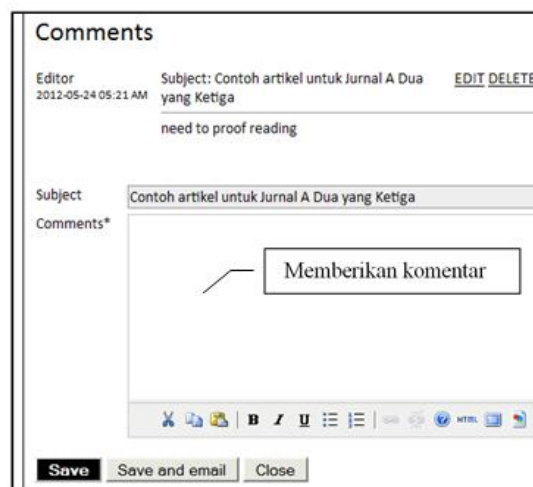 Comments
Editor
2012-05-24 05:21 AM
Subject: Contoh artikel untuk Jurnal A Dua
yang Ketiga
EDIT DELETE
need to proof reading
Subject
Contoh artikel untuk Jurnal A Dua yang Ketiga
Comments*
Memberikan komentar
B I U HTML
Save Save and email Close